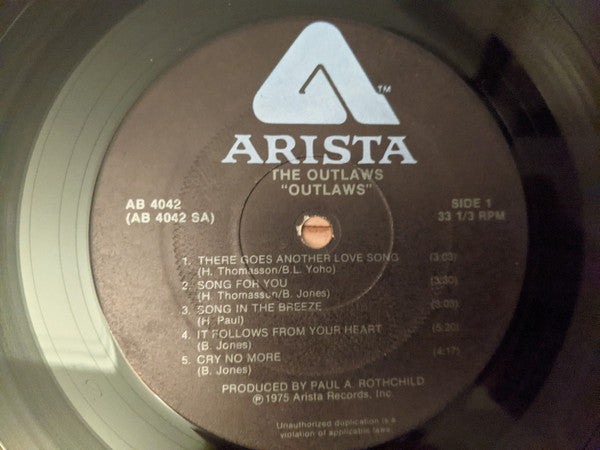 TM
ARISTA
THE OUTLAWS
"OUTLAWS"
AB 4042
(AB 4042 SA)
SIDE 1
33 1/3 RPM
1. THERE GOES ANOTHER LOVE SONG (3:03)
(H. Thomasson/B.L. Yoho)
2. SONG FOR YOU (3:30)
(H. Thomasson/B. Jones)
3. SONG IN THE BREEZE (3:03)
(H. Paul)
4. IT FOLLOWS FROM YOUR HEART (5:20)
(B. Jones)
5. CRY NO MORE (4:17)
(B. Jones)
PRODUCED BY PAUL A. ROTHCHILD
℗ 1975 Arista Records, Inc.
Unauthorized duplication is a
violation of applicable laws.